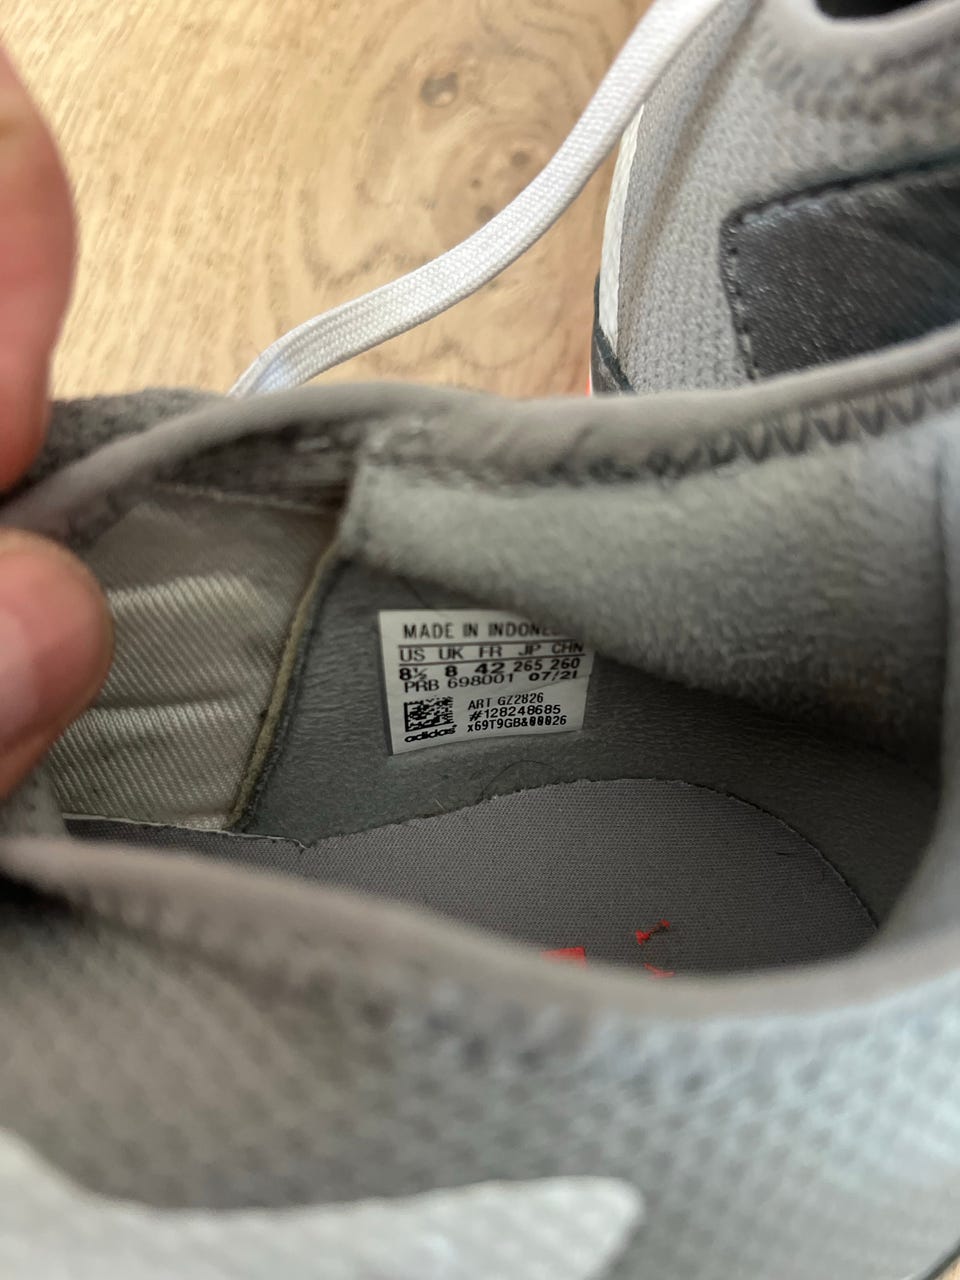 MADE IN INDONE
US UK FR JP CHN
8½ 8 42 265 260
PRB 698001 07/21
ART GZ2826
#128248685
x69T9GB&00026
adidas